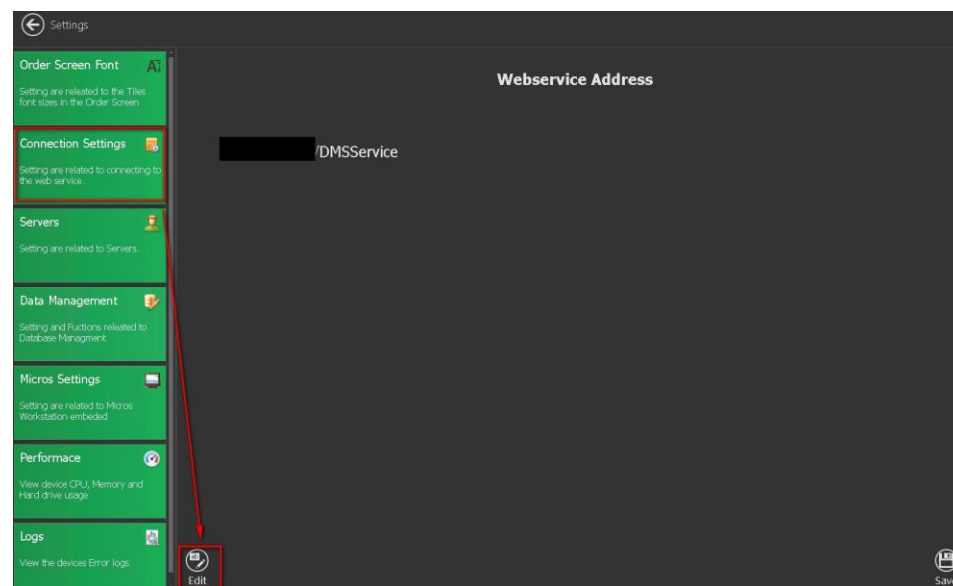 Settings
Order Screen Font
Setting are releated to the Tiles
font sizes in the Order Screen
Connection Settings
Setting are related to connecting to
the web service.
Servers
Setting are related to Servers.
Data Management
Setting and Fuctions releated to
Database Managment
Micros Settings
Setting are related to Micros
Workstation embeded
Performace
View device CPU, Memory and
Hard drive usage
Logs
View the devices Error logs
Webservice Address
/DMSService
Edit
Save